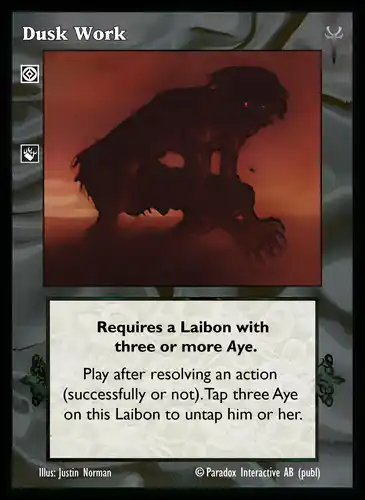 Dusk Work
Requires a Laibon with
three or more Aye.
Play after resolving an action
(successfully or not). Tap three Aye
on this Laibon to untap him or her.
Illus: Justin Norman
© Paradox Interactive AB (publ)